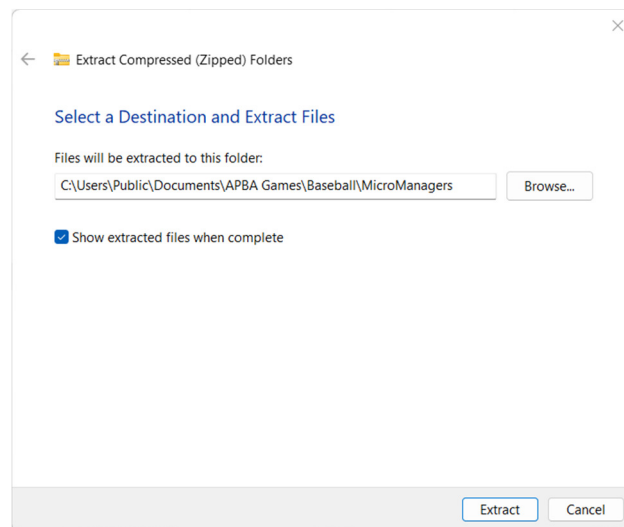 Extract Compressed (Zipped) Folders
Select a Destination and Extract Files
Files will be extracted to this folder:
C:\Users\Public\Documents\APBA Games\Baseball\MicroManagers
Browse...
Show extracted files when complete
Extract
Cancel